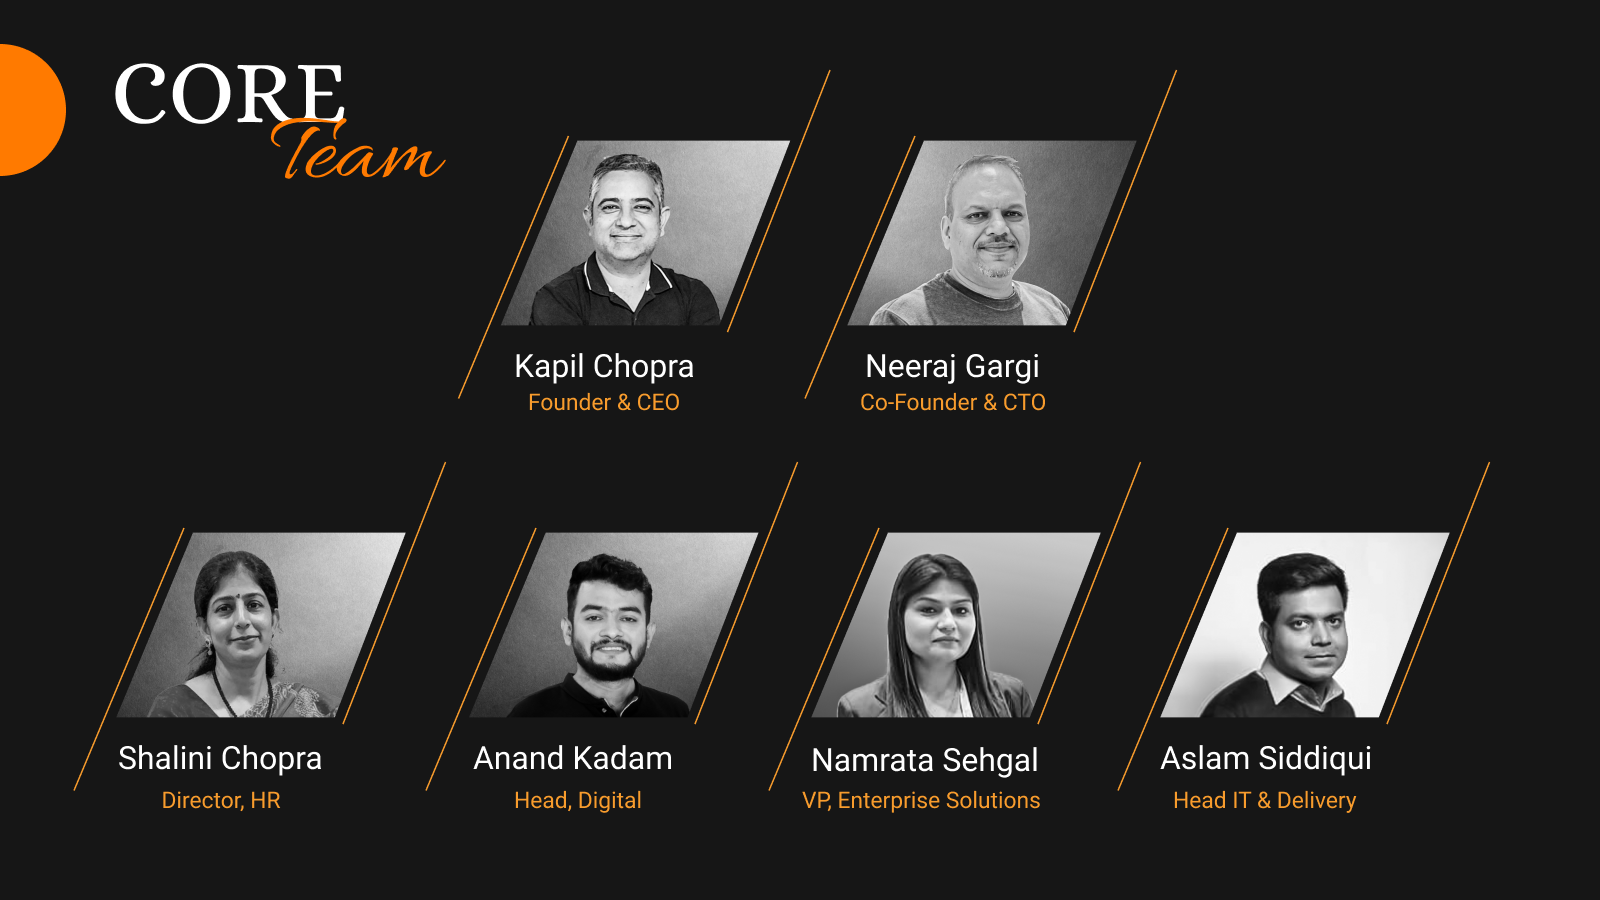 CORE
Team
Kapil Chopra
Founder & CEO
Neeraj Gargi
Co-Founder & CTO
Shalini Chopra
Director, HR
Anand Kadam
Head, Digital
Namrata Sehgal
VP, Enterprise Solutions
Aslam Siddiqui
Head IT & Delivery